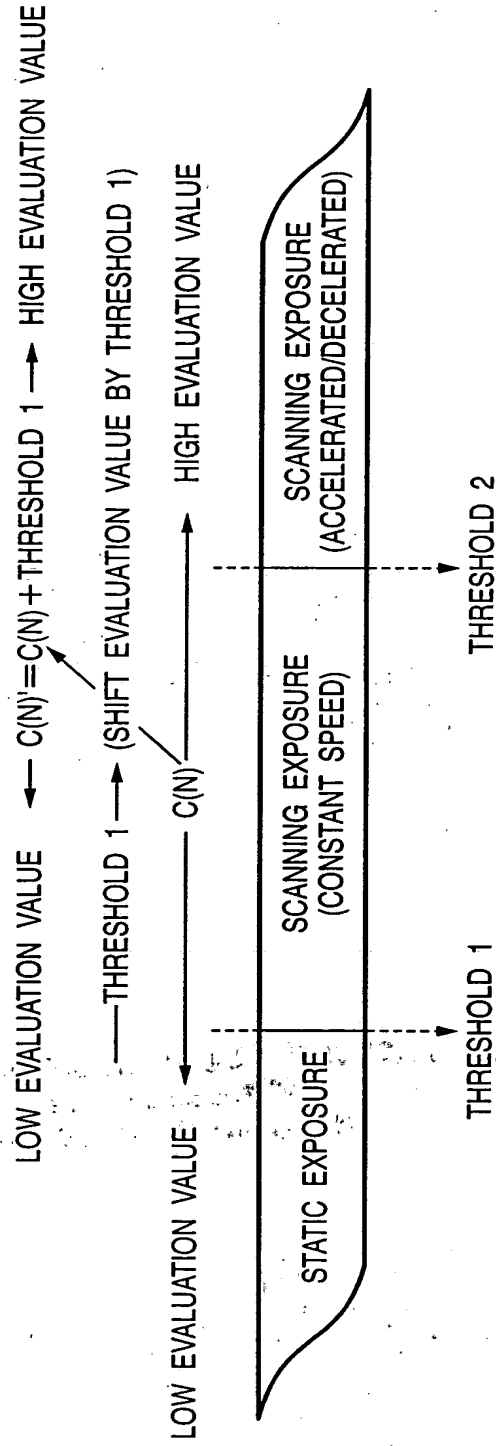 LOW EVALUATION VALUE ← C(N)'=C(N)+THRESHOLD 1 → HIGH EVALUATION VALUE
THRESHOLD 1 → (SHIFT EVALUATION VALUE BY THRESHOLD 1)
LOW EVALUATION VALUE ← C(N) → HIGH EVALUATION VALUE
STATIC EXPOSURE
SCANNING EXPOSURE
(CONSTANT SPEED)
SCANNING EXPOSURE
(ACCELERATED/DECELERATED)
THRESHOLD 1
THRESHOLD 2